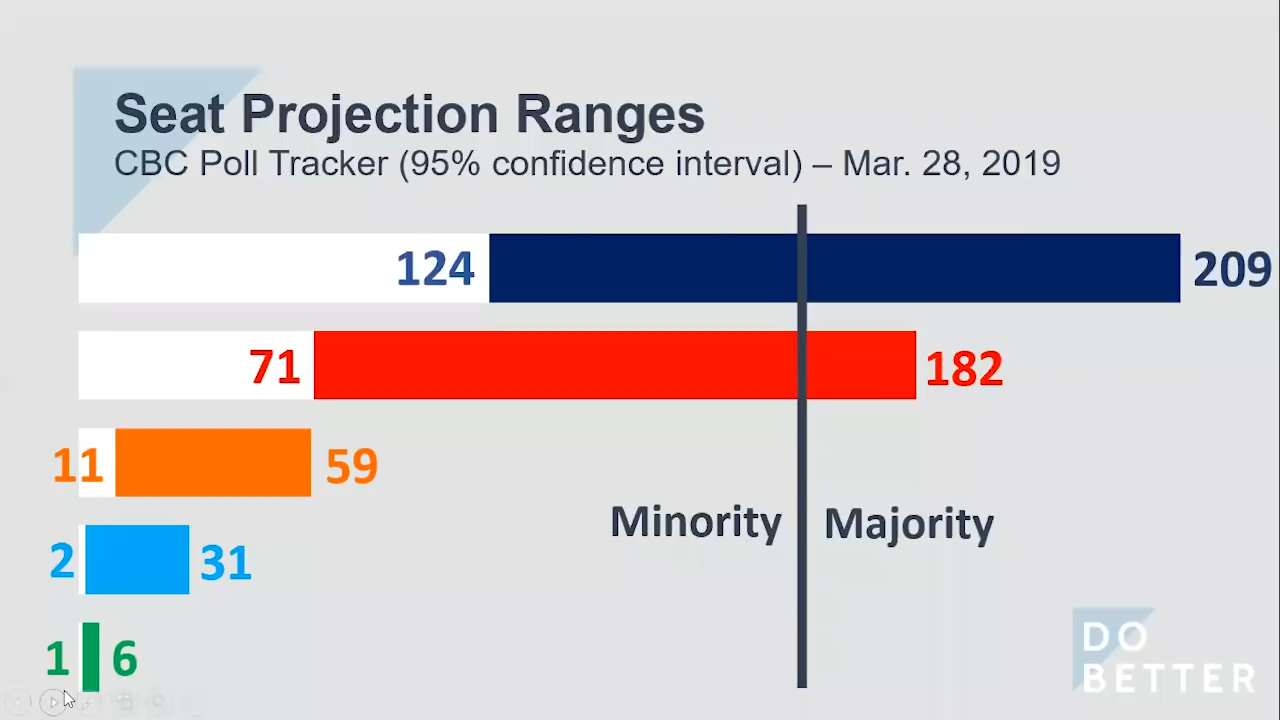 Seat Projection Ranges
CBC Poll Tracker (95% confidence interval) – Mar. 28, 2019
124 209
71 182
11 59
Minority Majority
2 31
1 6
DO
BETTER